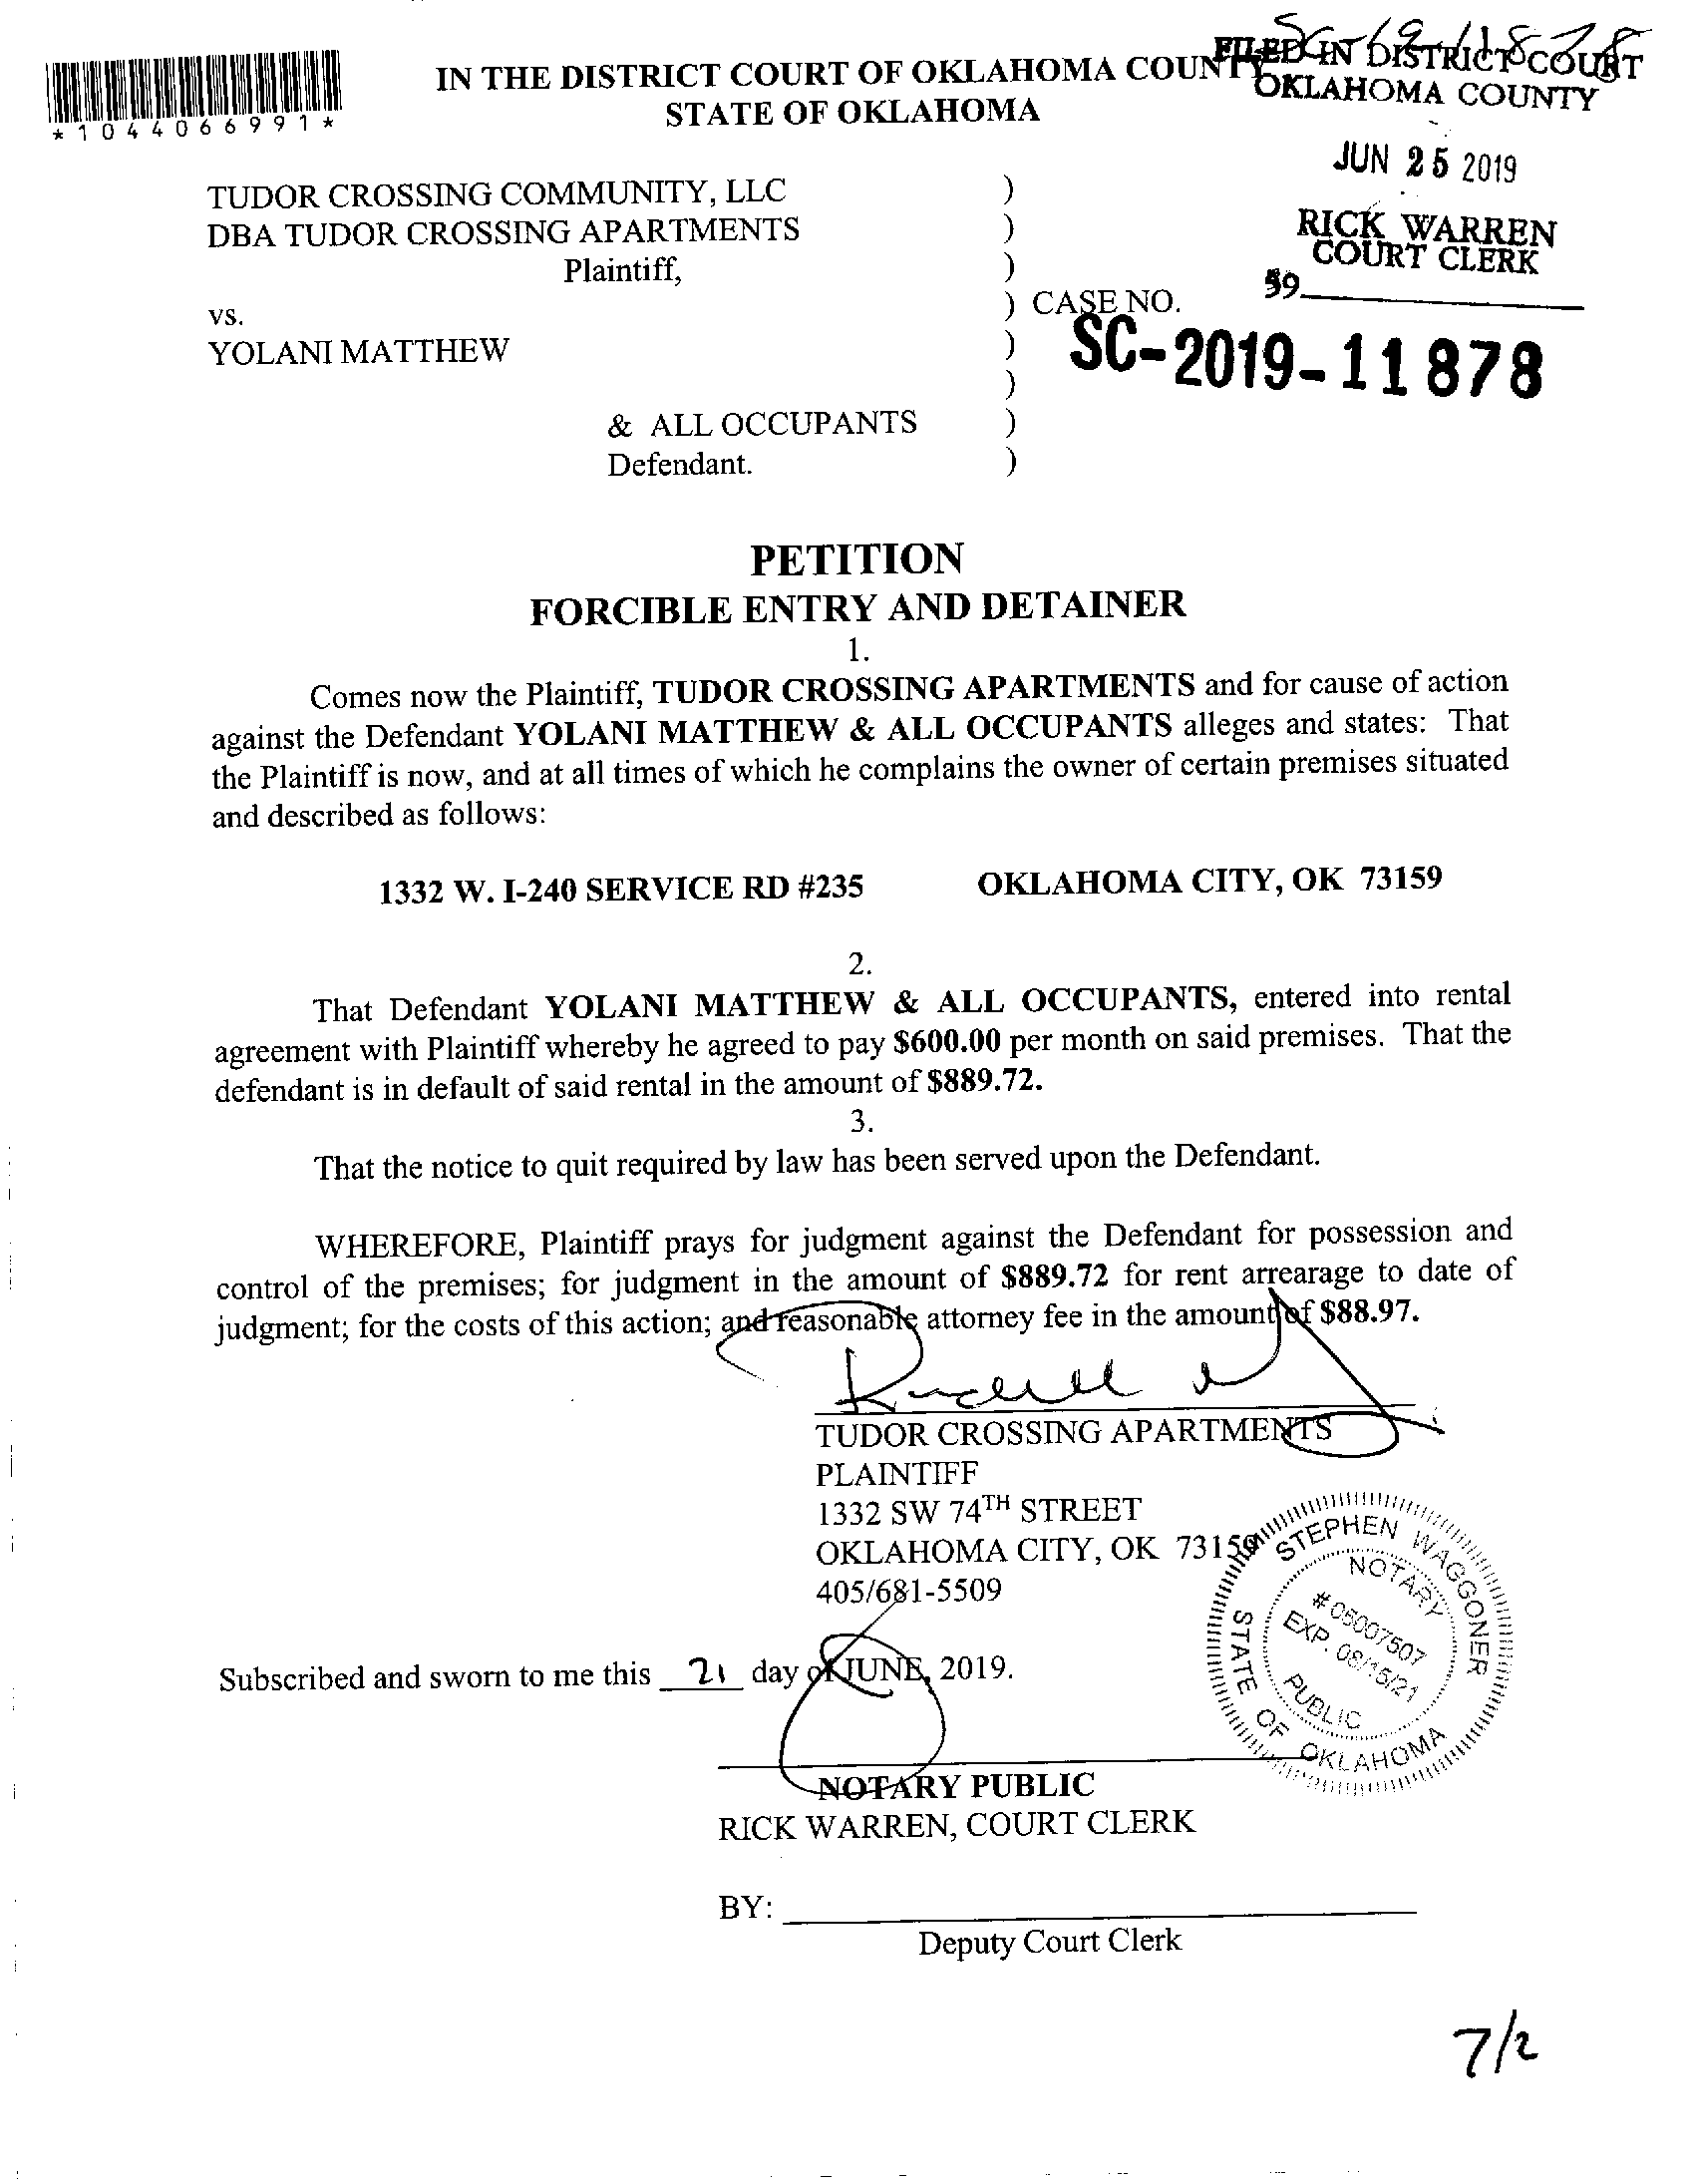 SC-19-11878
IN THE DISTRICT COURT OF OKLAHOMA COUNTY
STATE OF OKLAHOMA
FILED IN DISTRICT COURT
OKLAHOMA COUNTY
*1044066991*
JUN 25 2019
RICK WARREN
COURT CLERK
59
TUDOR CROSSING COMMUNITY, LLC )
DBA TUDOR CROSSING APARTMENTS )
Plaintiff, )
) CASE NO.
vs.
SC-2019-11878
YOLANI MATTHEW )
)
& ALL OCCUPANTS )
Defendant. )
PETITION
FORCIBLE ENTRY AND DETAINER
1.
Comes now the Plaintiff, TUDOR CROSSING APARTMENTS and for cause of action
against the Defendant YOLANI MATTHEW & ALL OCCUPANTS alleges and states: That
the Plaintiff is now, and at all times of which he complains the owner of certain premises situated
and described as follows:
1332 W. I-240 SERVICE RD #235 OKLAHOMA CITY, OK 73159
2.
That Defendant YOLANI MATTHEW & ALL OCCUPANTS, entered into rental
agreement with Plaintiff whereby he agreed to pay $600.00 per month on said premises. That the
defendant is in default of said rental in the amount of $889.72.
3.
That the notice to quit required by law has been served upon the Defendant.
WHEREFORE, Plaintiff prays for judgment against the Defendant for possession and
control of the premises; for judgment in the amount of $889.72 for rent arrearage to date of
judgment; for the costs of this action; and reasonable attorney fee in the amount of $88.97.
TUDOR CROSSING APARTMENTS
PLAINTIFF
1332 SW 74TH STREET
OKLAHOMA CITY, OK 73159
405/681-5509
STEPHEN WAGGONER
NOTARY
# 05007507
EXP. 08/15/21
PUBLIC
STATE OF OKLAHOMA
Subscribed and sworn to me this 21 day of JUNE, 2019.
NOTARY PUBLIC
RICK WARREN, COURT CLERK
BY:
Deputy Court Clerk
7/2